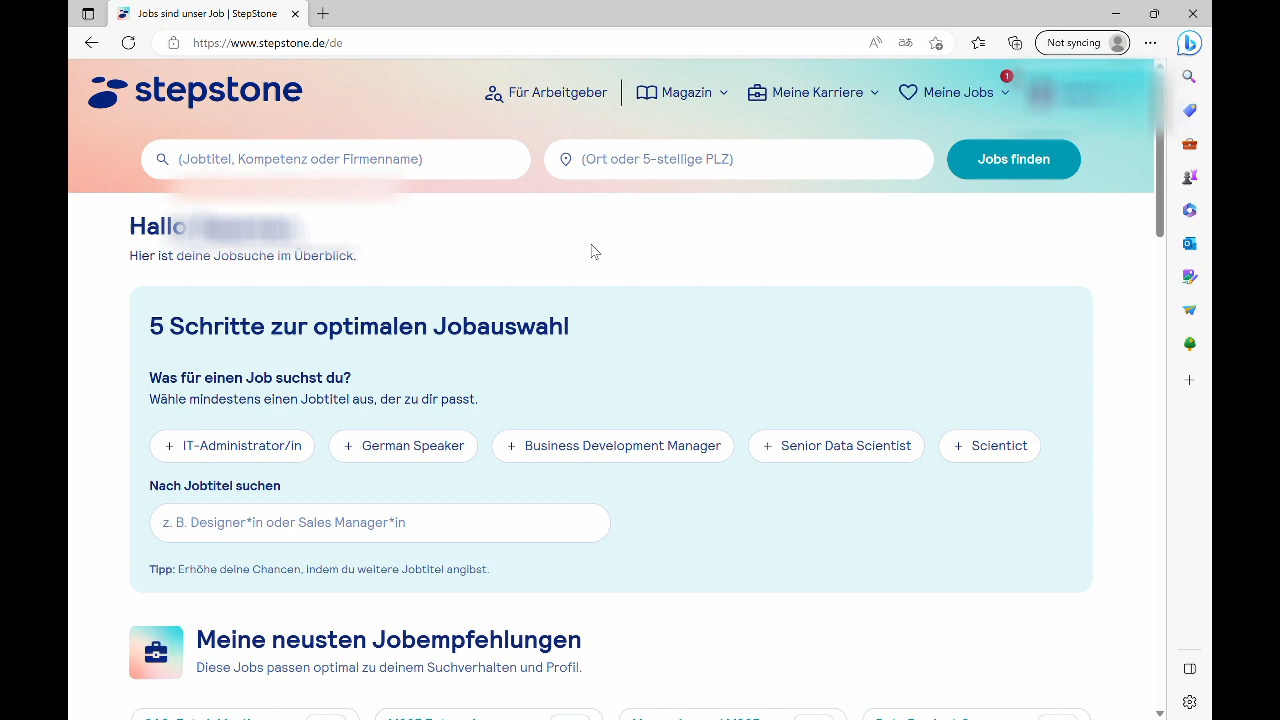 Jobs sind unser Job | StepStone
https://www.stepstone.de/de
Not syncing
stepstone
Für Arbeitgeber
Magazin
Meine Karriere
Meine Jobs
1
(Jobtitel, Kompetenz oder Firmenname)
(Ort oder 5-stellige PLZ)
Jobs finden
Hallo
Hier ist deine Jobsuche im Überblick.
5 Schritte zur optimalen Jobauswahl
Was für einen Job suchst du?
Wähle mindestens einen Jobtitel aus, der zu dir passt.
+ IT-Administrator/in
+ German Speaker
+ Business Development Manager
+ Senior Data Scientist
+ Scientict
Nach Jobtitel suchen
z. B. Designer*in oder Sales Manager*in
Tipp: Erhöhe deine Chancen, indem du weitere Jobtitel angibst.
Meine neusten Jobempfehlungen
Diese Jobs passen optimal zu deinem Suchverhalten und Profil.